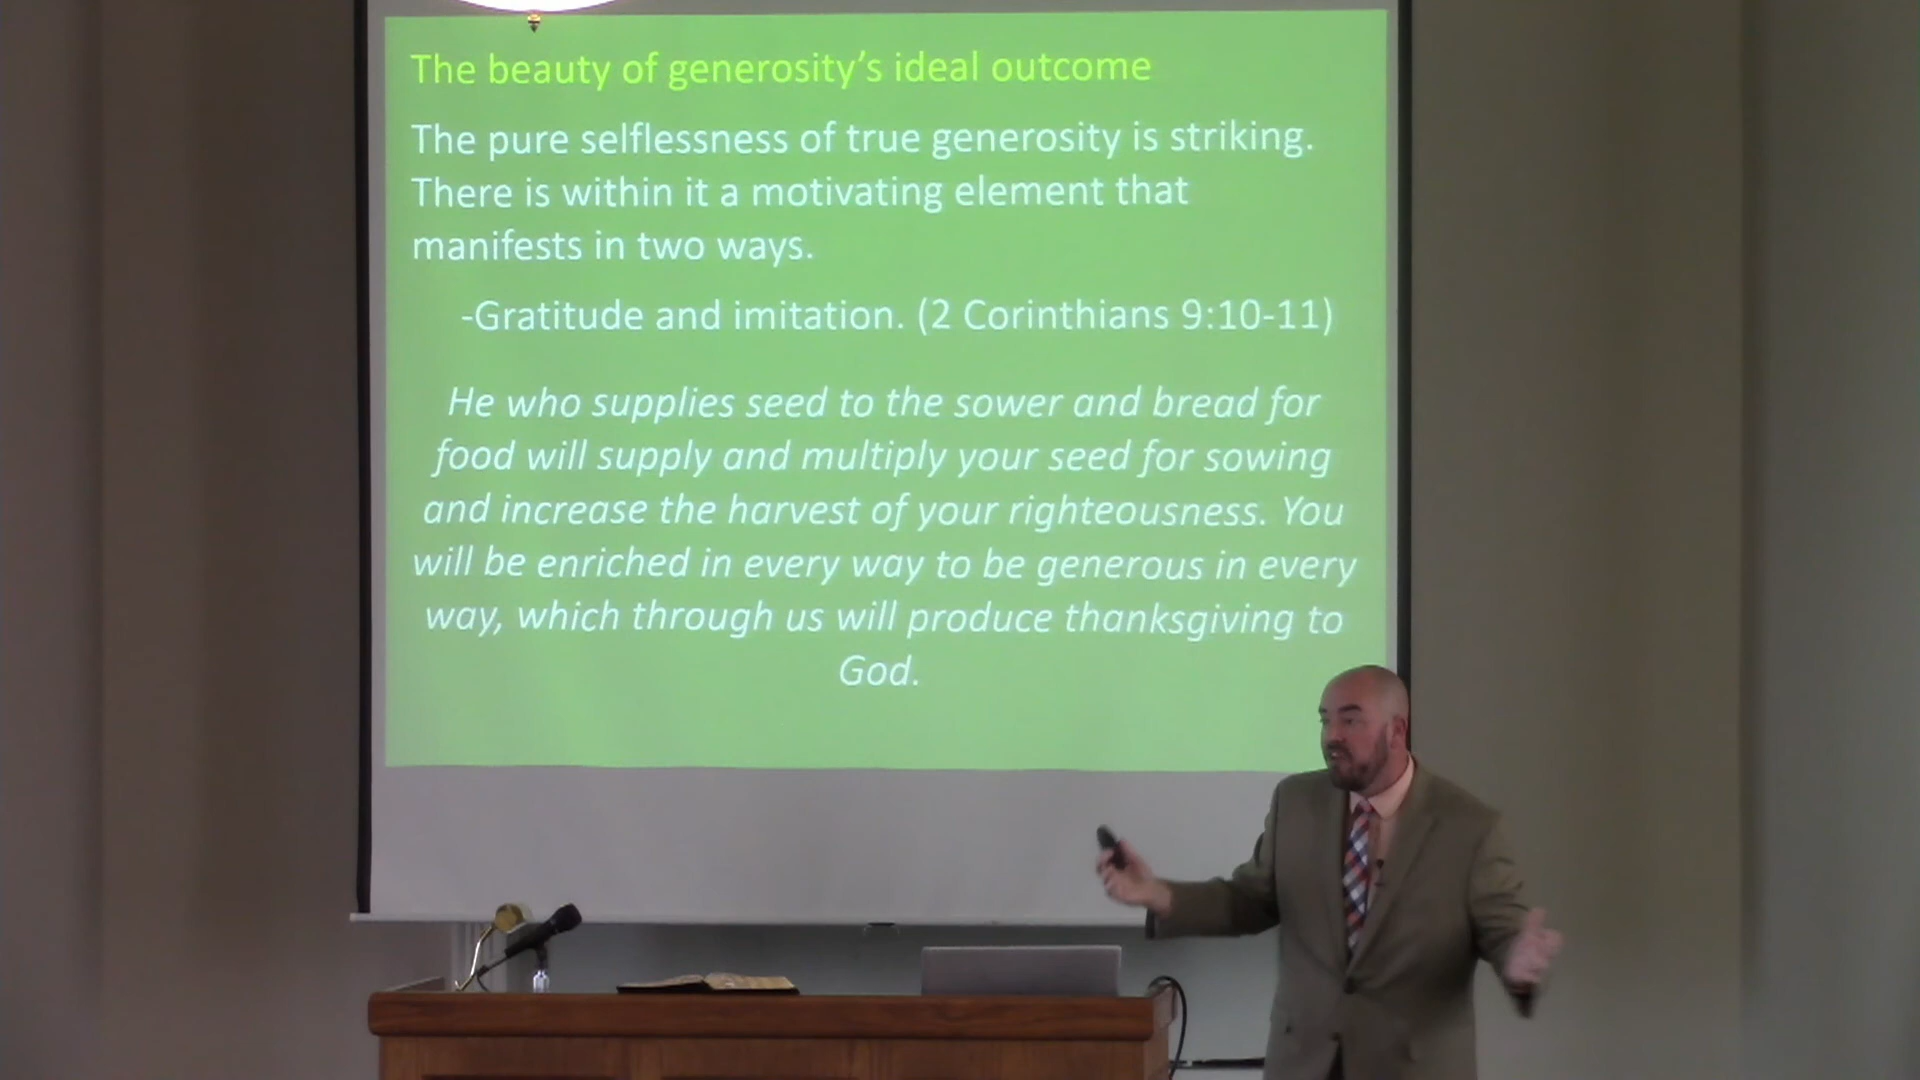 The beauty of generosity’s ideal outcome
The pure selflessness of true generosity is striking.
There is within it a motivating element that
manifests in two ways.
-Gratitude and imitation. (2 Corinthians 9:10-11)
He who supplies seed to the sower and bread for
food will supply and multiply your seed for sowing
and increase the harvest of your righteousness. You
will be enriched in every way to be generous in every
way, which through us will produce thanksgiving to
God.